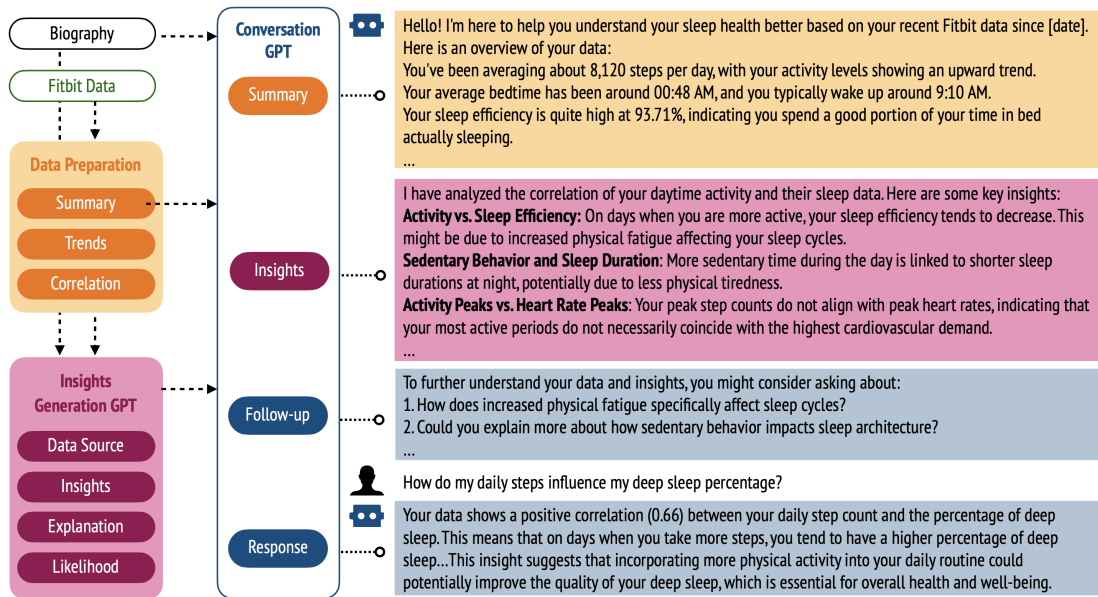 Biography
Fitbit Data
Data Preparation
Summary
Trends
Correlation
Insights
Generation GPT
Data Source
Insights
Explanation
Likelihood
Conversation
GPT
Summary
Insights
Follow-up
Response
Hello! I'm here to help you understand your sleep health better based on your recent Fitbit data since [date].
Here is an overview of your data:
You've been averaging about 8,120 steps per day, with your activity levels showing an upward trend.
Your average bedtime has been around 00:48 AM, and you typically wake up around 9:10 AM.
Your sleep efficiency is quite high at 93.71%, indicating you spend a good portion of your time in bed
actually sleeping.
...
I have analyzed the correlation of your daytime activity and their sleep data. Here are some key insights:
Activity vs. Sleep Efficiency: On days when you are more active, your sleep efficiency tends to decrease. This
might be due to increased physical fatigue affecting your sleep cycles.
Sedentary Behavior and Sleep Duration: More sedentary time during the day is linked to shorter sleep
durations at night, potentially due to less physical tiredness.
Activity Peaks vs. Heart Rate Peaks: Your peak step counts do not align with peak heart rates, indicating that
your most active periods do not necessarily coincide with the highest cardiovascular demand.
...
To further understand your data and insights, you might consider asking about:
1. How does increased physical fatigue specifically affect sleep cycles?
2. Could you explain more about how sedentary behavior impacts sleep architecture?
...
How do my daily steps influence my deep sleep percentage?
Your data shows a positive correlation (0.66) between your daily step count and the percentage of deep
sleep. This means that on days when you take more steps, you tend to have a higher percentage of deep
sleep...This insight suggests that incorporating more physical activity into your daily routine could
potentially improve the quality of your deep sleep, which is essential for overall health and well-being.